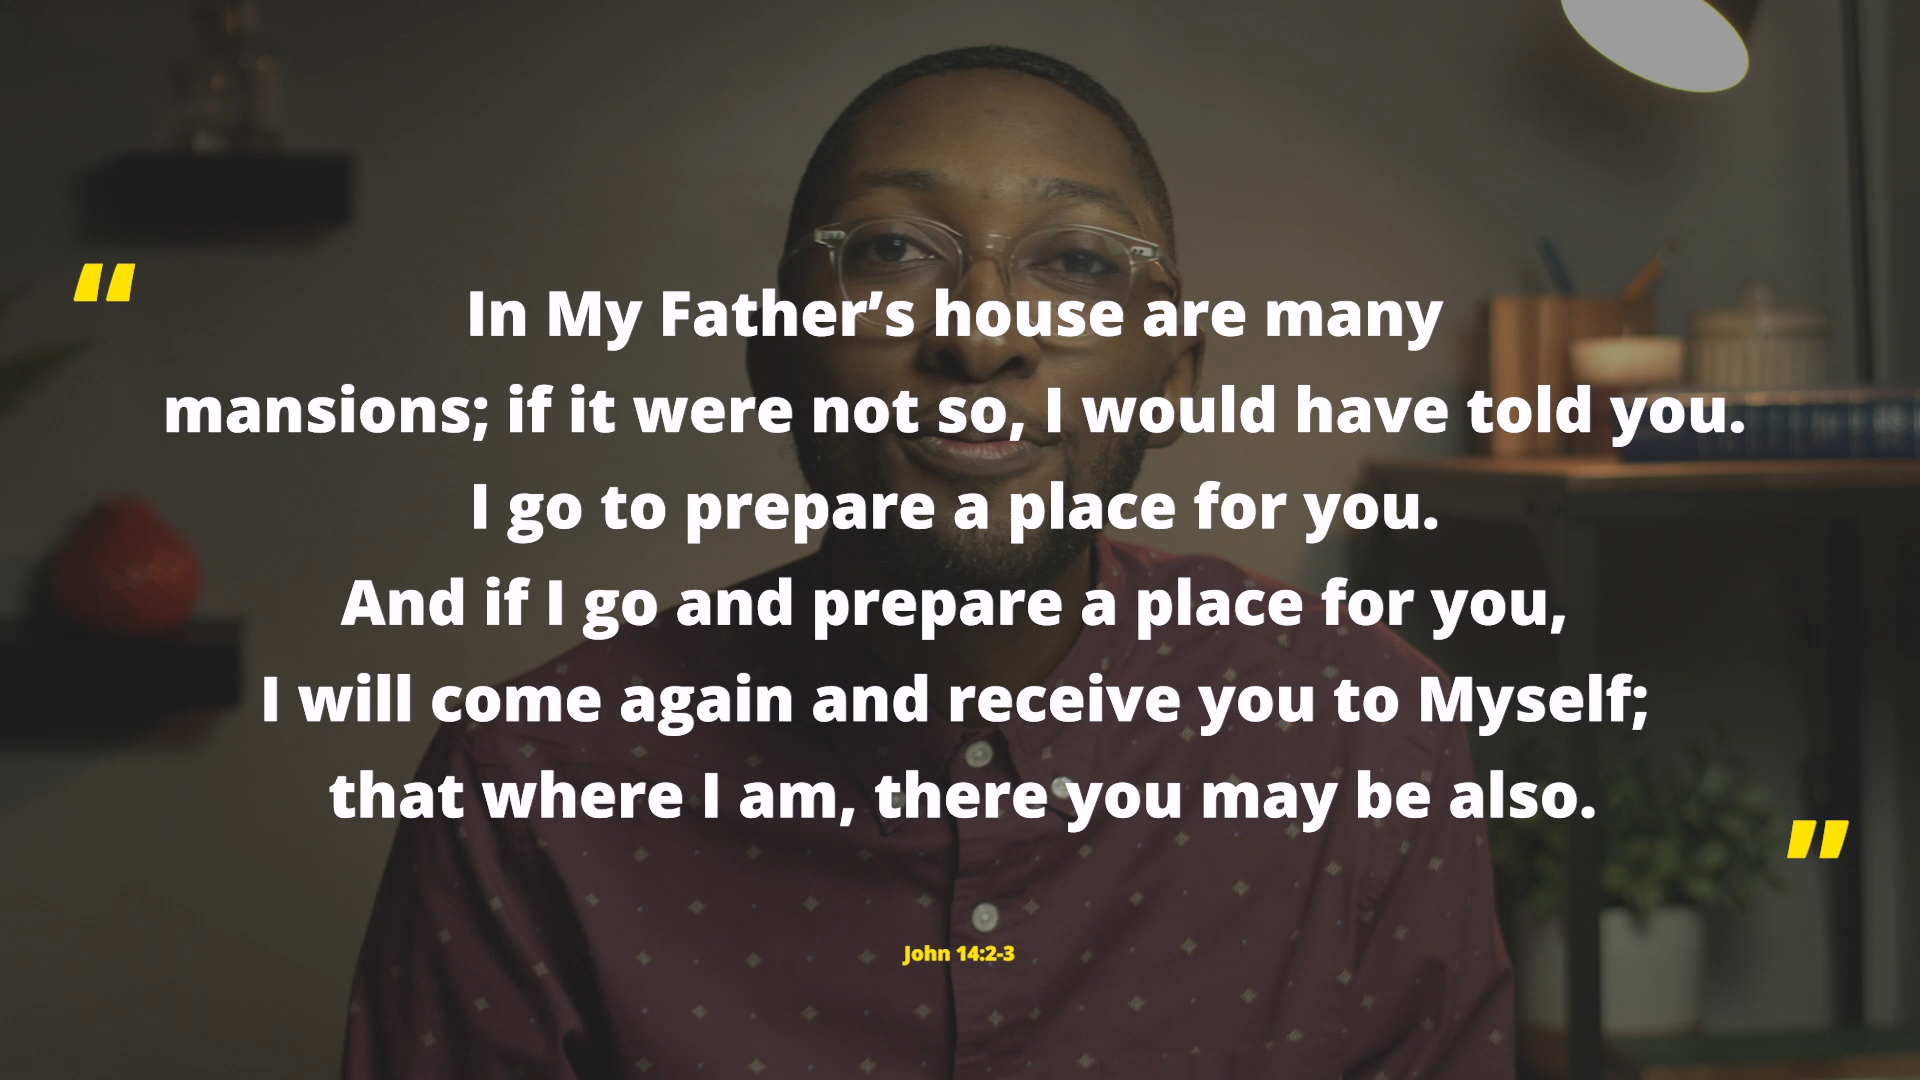 “
In My Father’s house are many
mansions; if it were not so, I would have told you.
I go to prepare a place for you.
And if I go and prepare a place for you,
I will come again and receive you to Myself;
that where I am, there you may be also.
”
John 14:2-3